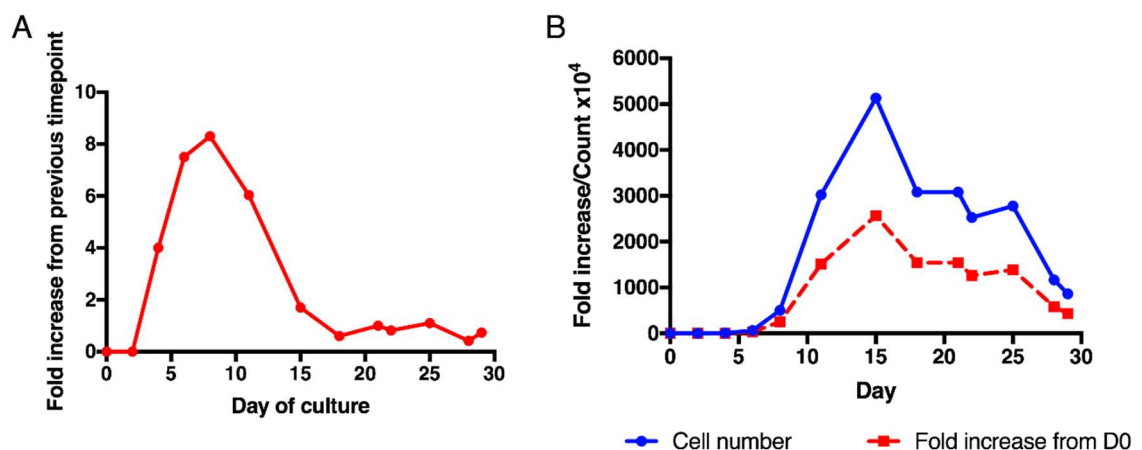 A
Fold increase from previous timepoint
10
8
6
4
2
0
0 5 10 15 20 25 30
Day of culture
B
Fold increase/Count x10⁴
6000
5000
4000
3000
2000
1000
0
0 5 10 15 20 25 30
Day
Cell number Fold increase from D0